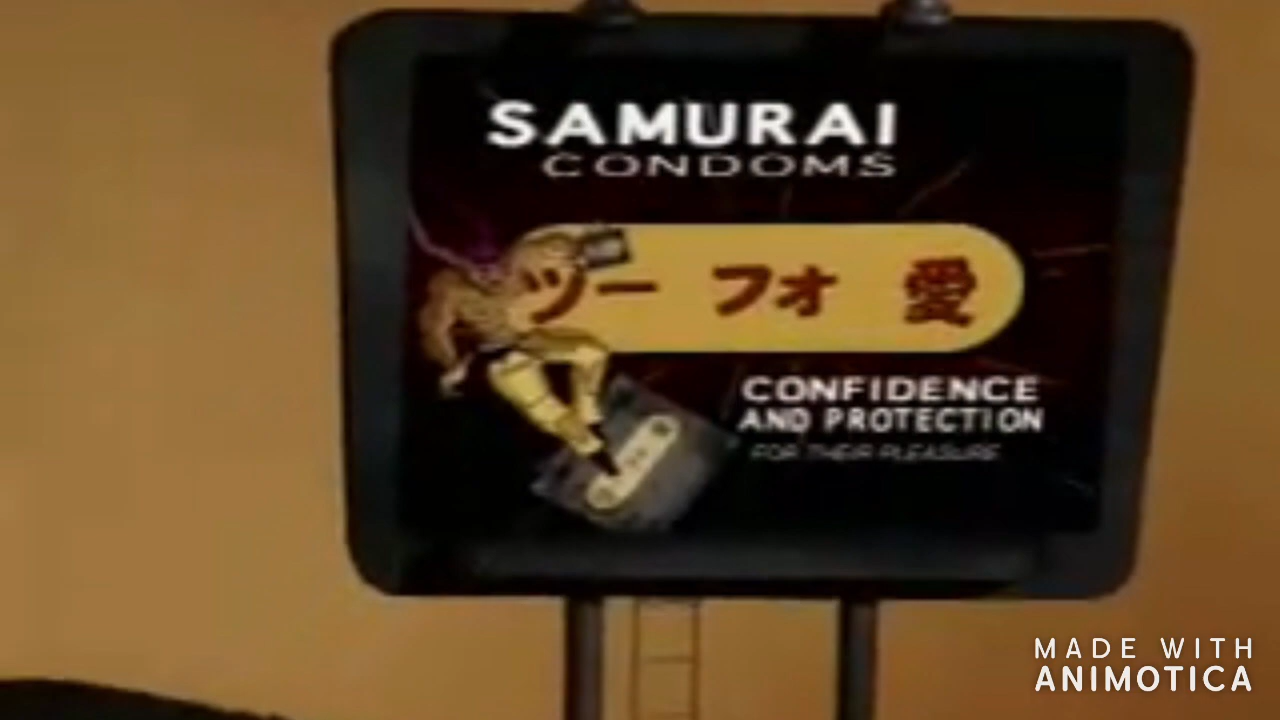 SAMURAI
CONDOMS
ツー フォ 愛
CONFIDENCE
AND PROTECTION
FOR THEIR PLEASURE
MADE WITH
ANIMOTICA